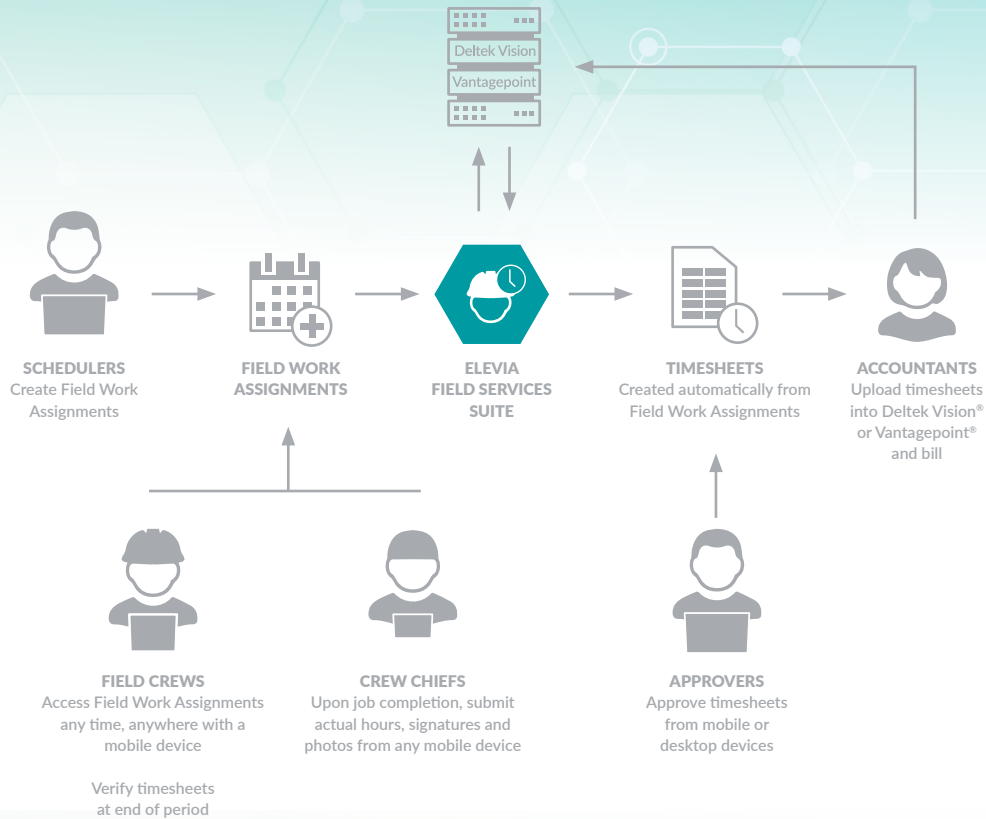 Deltek Vision
Vantagepoint
SCHEDULERS
Create Field Work
Assignments
FIELD WORK
ASSIGNMENTS
ELEVIA
FIELD SERVICES
SUITE
TIMESHEETS
Created automatically from
Field Work Assignments
ACCOUNTANTS
Upload timesheets
into Deltek Vision®
or Vantagepoint®
and bill
FIELD CREWS
Access Field Work Assignments
any time, anywhere with a
mobile device
Verify timesheets
at end of period
CREW CHIEFS
Upon job completion, submit
actual hours, signatures and
photos from any mobile device
APPROVERS
Approve timesheets
from mobile or
desktop devices